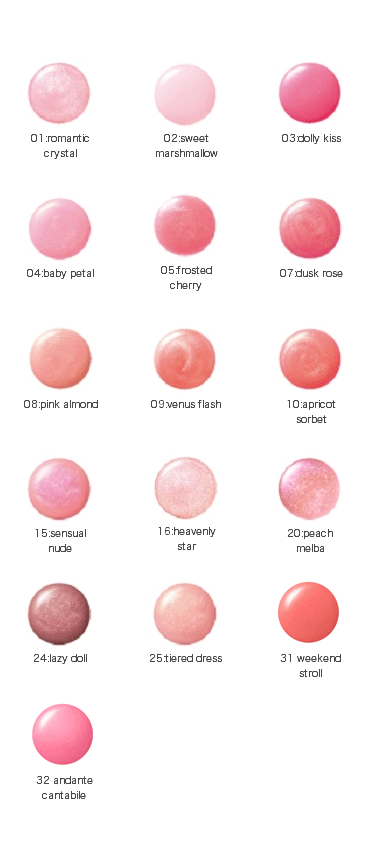 01:romantic
crystal
02:sweet
marshmallow
03:dolly kiss
04:baby petal
05:frosted
cherry
07:dusk rose
08:pink almond
09:venus flash
10:apricot
sorbet
15:sensual
nude
16:heavenly
star
20:peach
melba
24:lazy doll
25:tiered dress
31 weekend
stroll
32 andante
cantabile